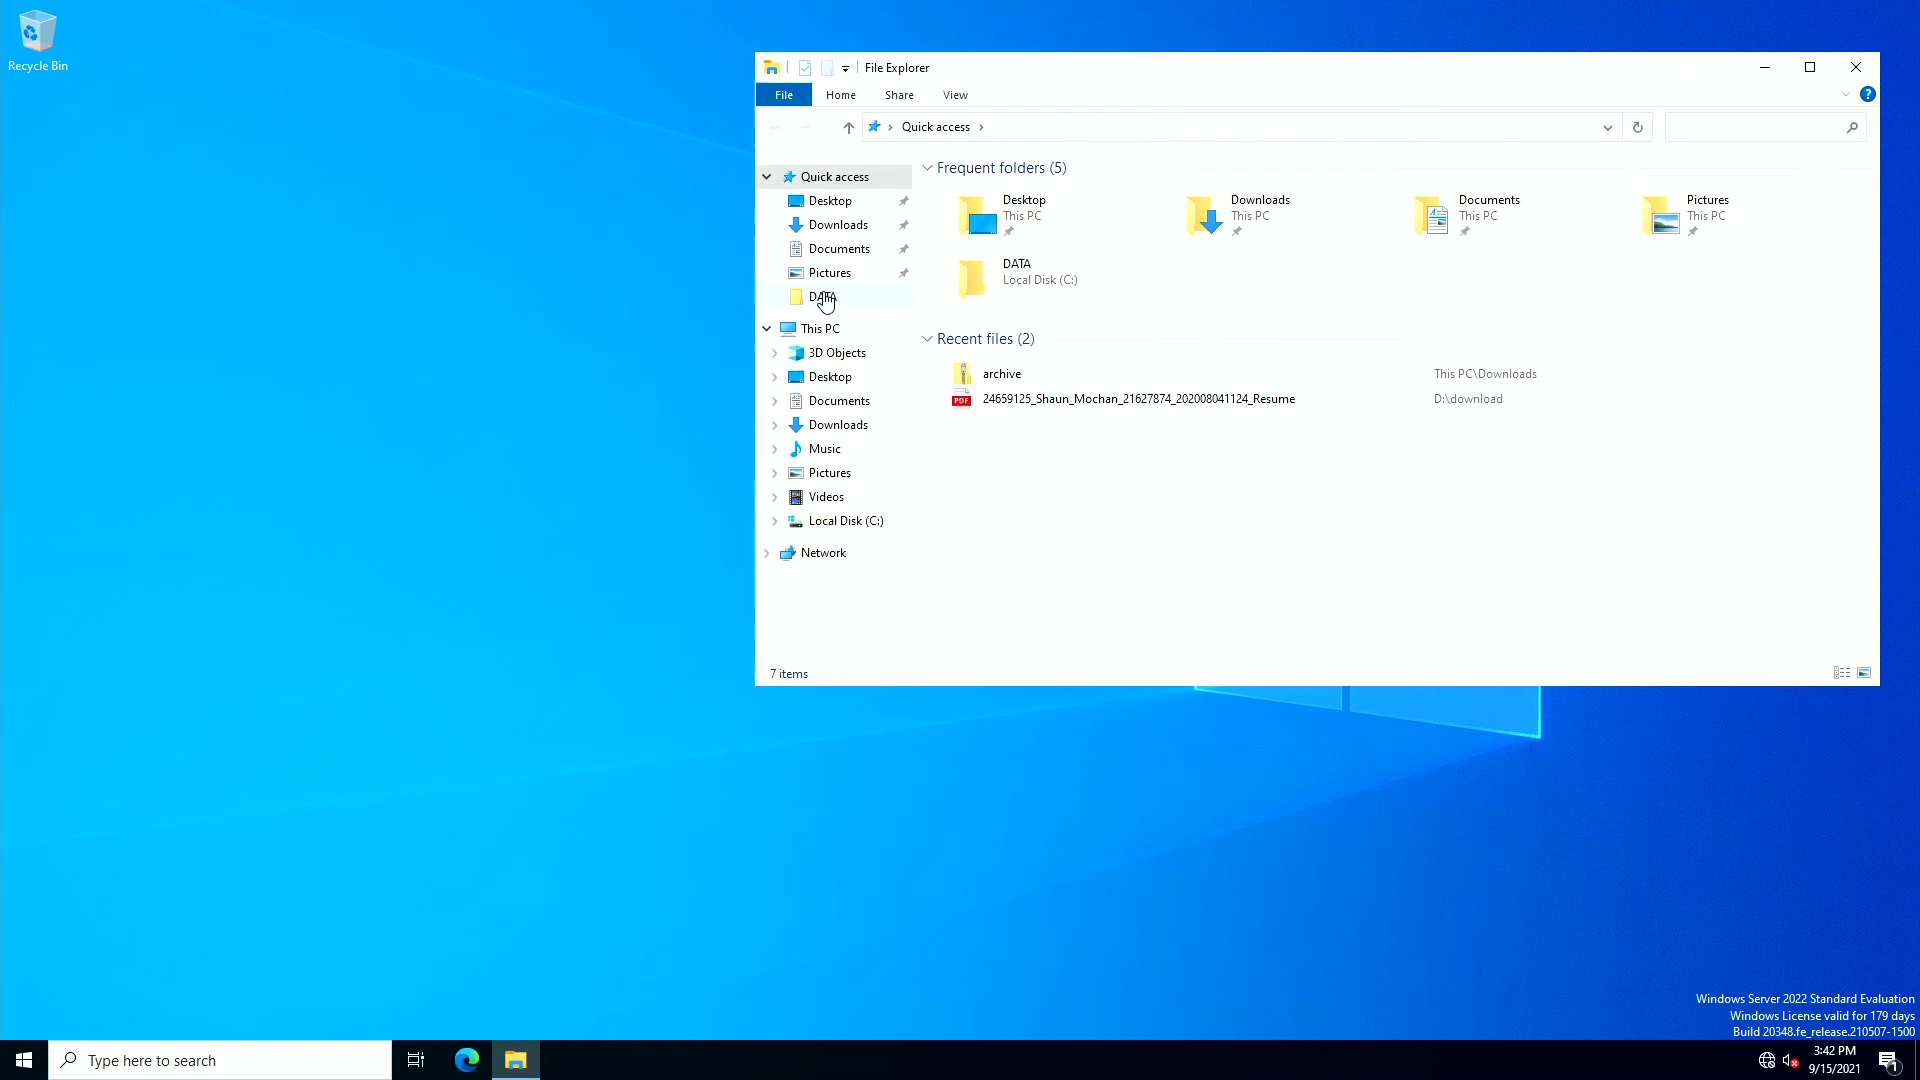 Recycle Bin
File Explorer
File
Home
Share
View
?
Quick access
Quick access
Desktop
Downloads
Documents
Pictures
DATA
This PC
3D Objects
Desktop
Documents
Downloads
Music
Pictures
Videos
Local Disk (C:)
Network
Frequent folders (5)
Desktop
This PC
Downloads
This PC
Documents
This PC
Pictures
This PC
DATA
Local Disk (C:)
Recent files (2)
archive
This PC\Downloads
PDF
24659125_Shaun_Mochan_21627874_202008041124_Resume
D:\download
7 items
Windows Server 2022 Standard Evaluation
Windows License valid for 179 days
Build 20348.fe_release.210507-1500
Type here to search
3:42 PM
9/15/2021
1